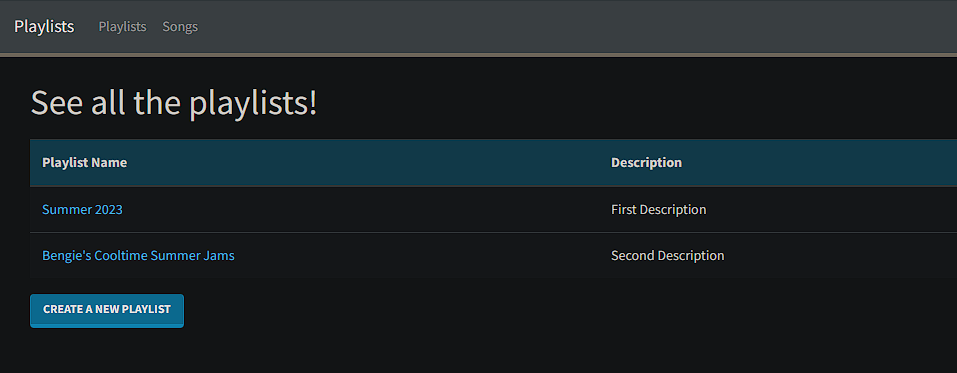 Playlists Playlists Songs
See all the playlists!
Playlist Name Description
Summer 2023 First Description
Bengie's Cooltime Summer Jams Second Description
CREATE A NEW PLAYLIST